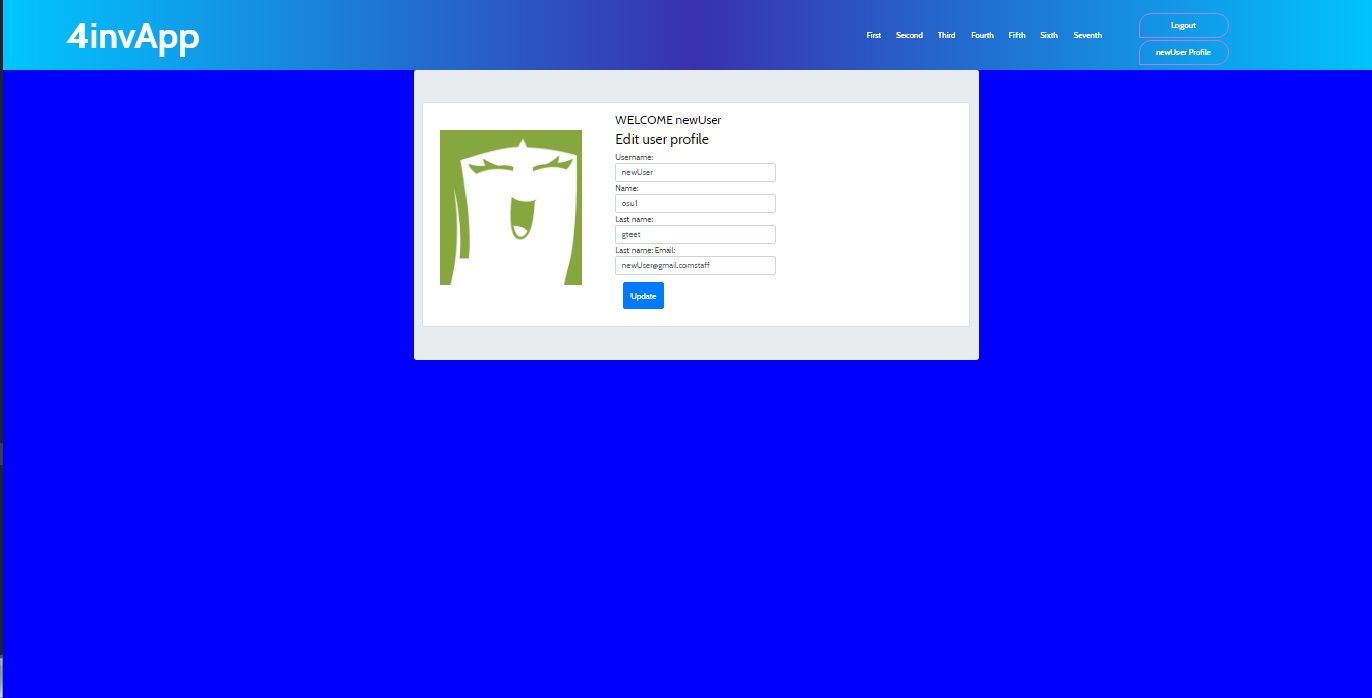 4invApp
First Second Third Fourth Fifth Sixth Seventh
Logout
newUser Profile
WELCOME newUser
Edit user profile
Username:
newUser
Name:
osu1
Last name:
gteet
Last name: Email:
newUser@gmail.comstaff
Update